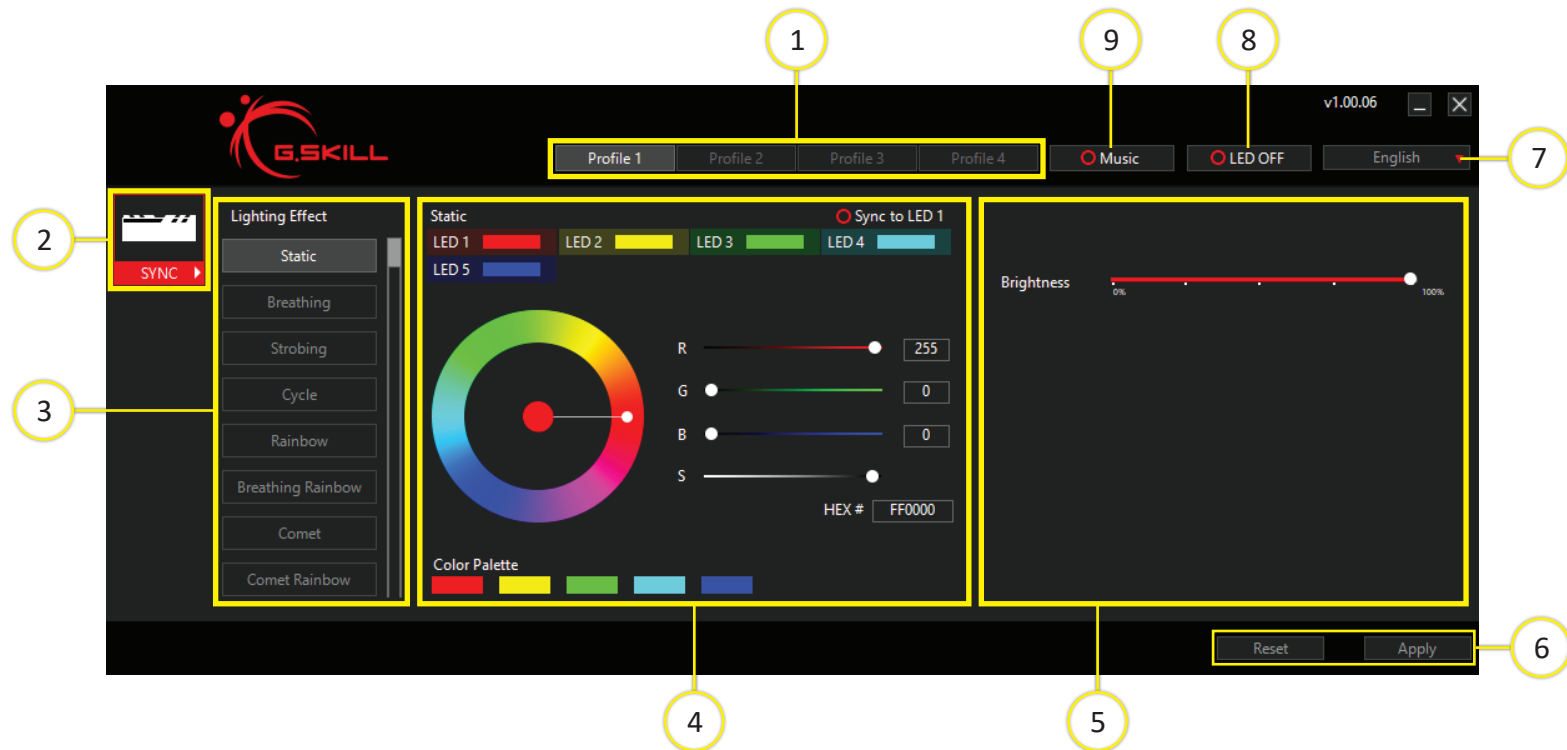 1 9 8
v1.00.06
G.SKILL
Profile 1 Profile 2 Profile 3 Profile 4 Music LED OFF English 7
2
SYNC
3
Lighting Effect
Static
Breathing
Strobing
Cycle
Rainbow
Breathing Rainbow
Comet
Comet Rainbow
Static Sync to LED 1
LED 1 LED 2 LED 3 LED 4
LED 5
R 255
G 0
B 0
S
HEX # FF0000
Color Palette
Brightness
0% 100%
Reset Apply 6
4 5